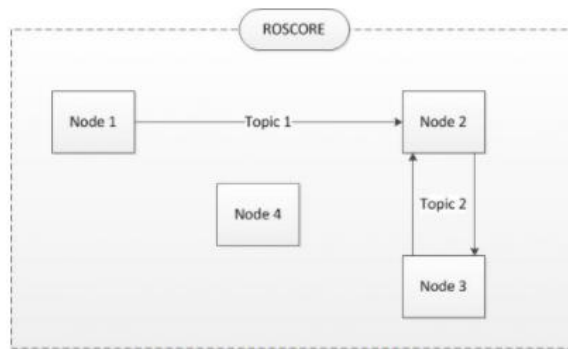 ROSCORE
Node 1
Topic 1
Node 2
Node 4
Topic 2
Node 3